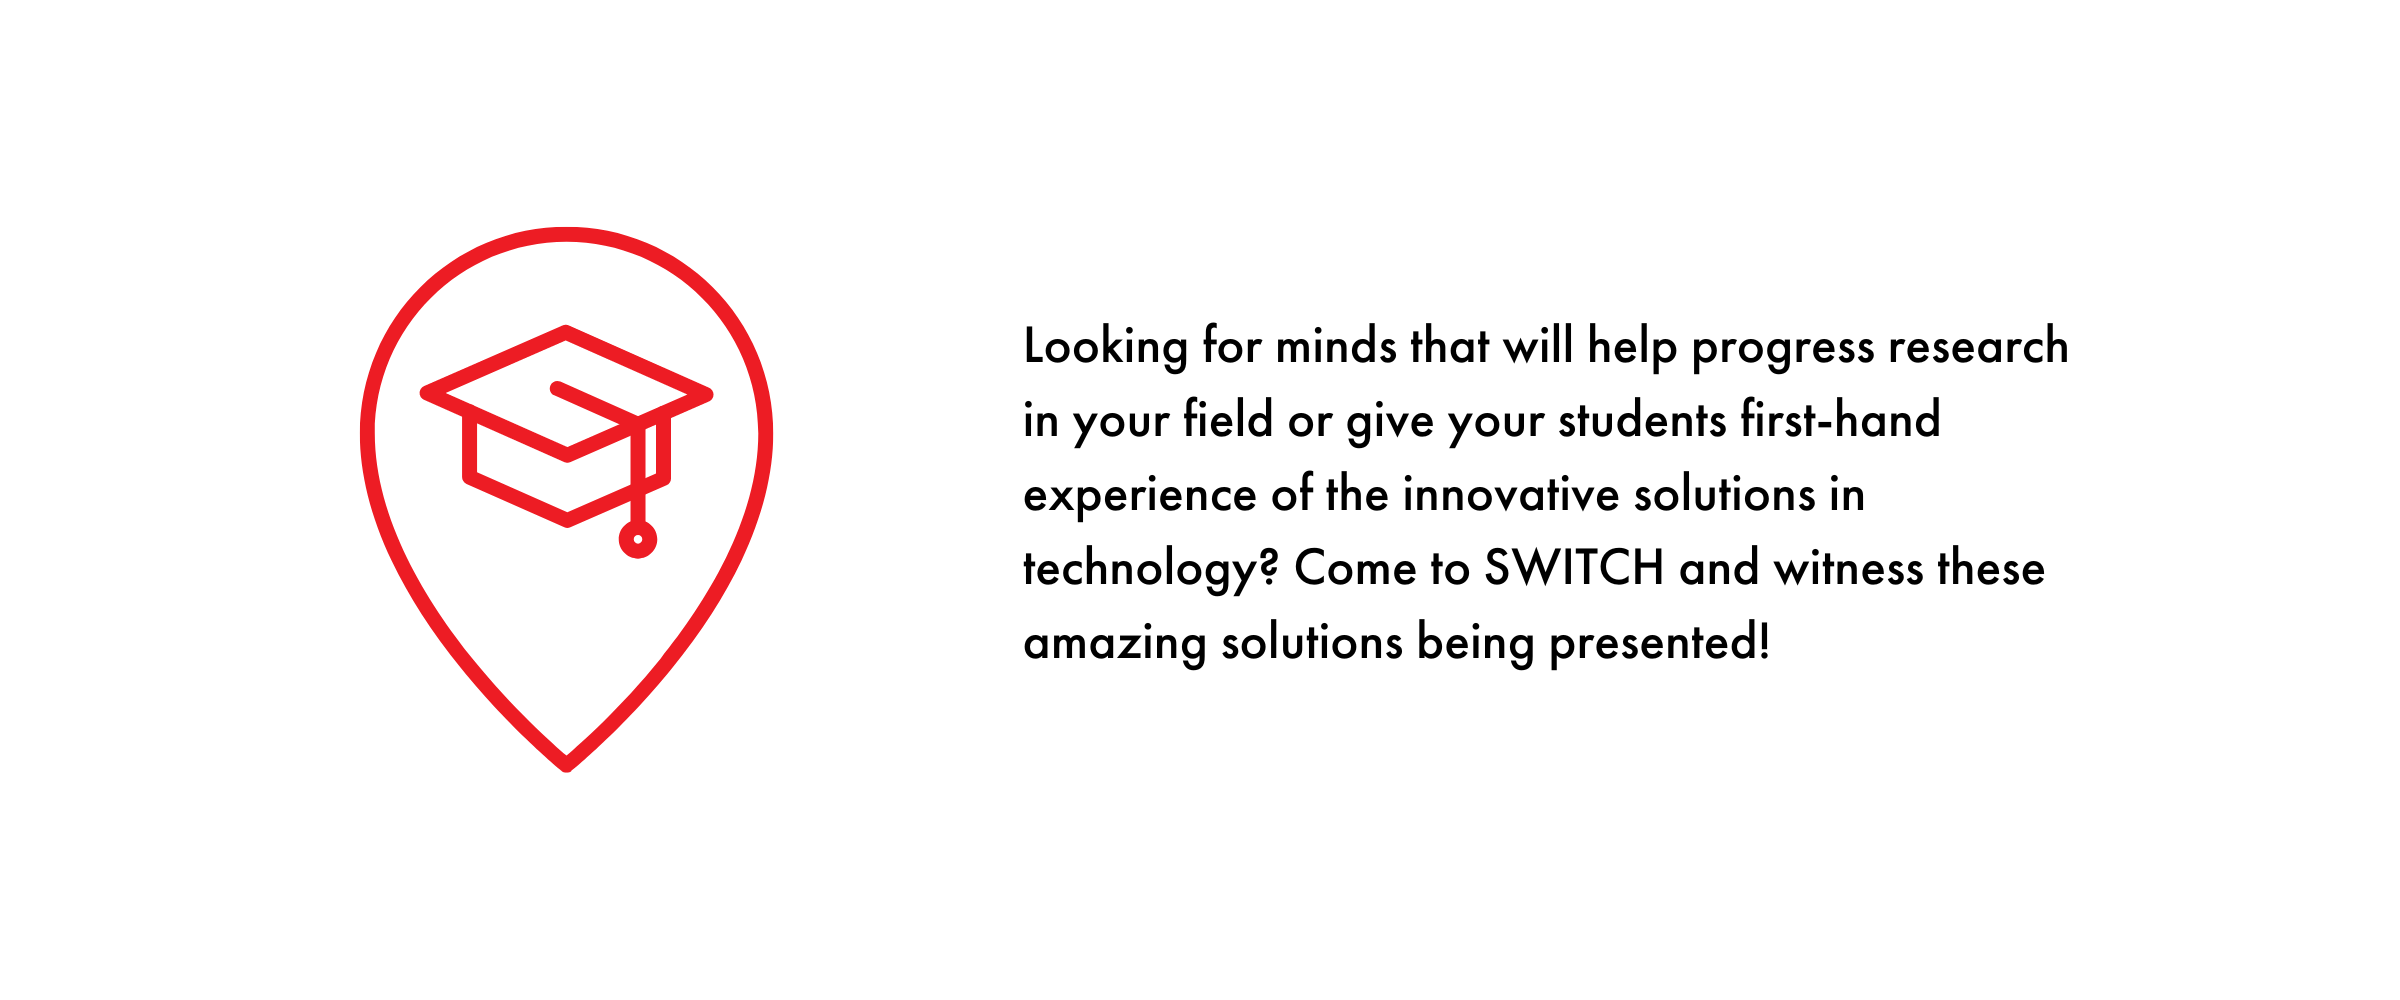 Looking for minds that will help progress research
in your field or give your students first-hand
experience of the innovative solutions in
technology? Come to SWITCH and witness these
amazing solutions being presented!